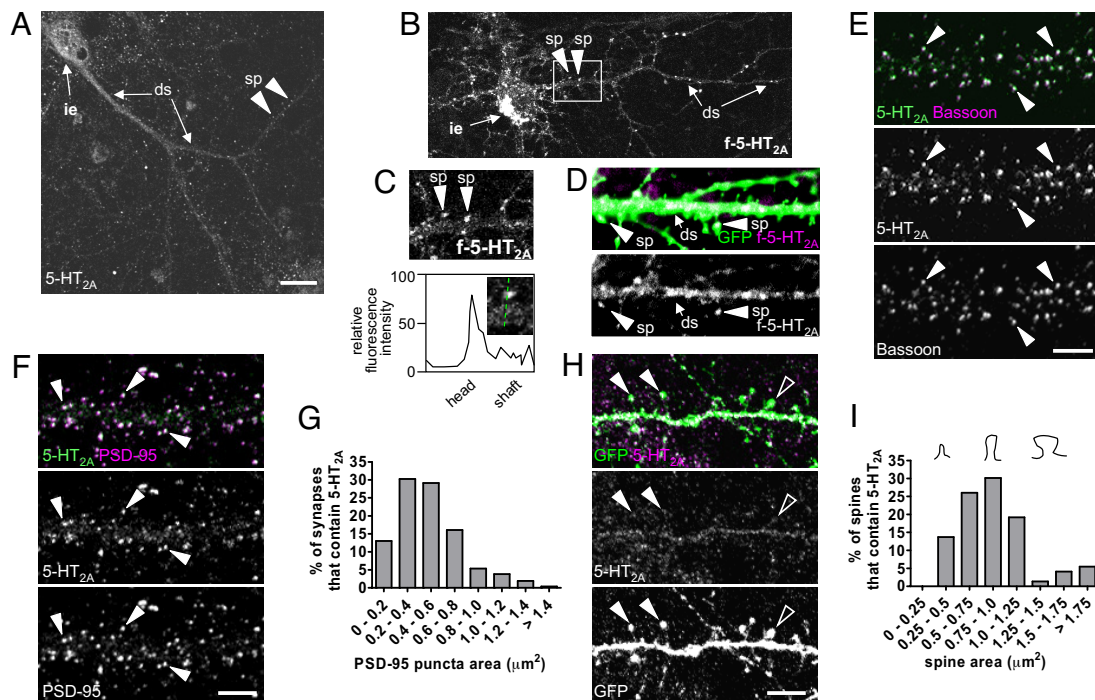 A
ie
ds
sp
5-HT2A
B
sp sp
ie
ds
f-5-HT2A
C
sp sp
f-5-HT2A
100
50
0
relative
fluorescence
intensity
head
shaft
D
sp
ds
sp
GFP f-5-HT2A
sp
ds
sp
f-5-HT2A
E
5-HT2A Bassoon
5-HT2A
Bassoon
F
5-HT2A PSD-95
5-HT2A
PSD-95
G
% of synapses
that contain 5-HT2A
35
30
25
20
15
10
5
0
0 - 0.2
0.2 - 0.4
0.4 - 0.6
0.6 - 0.8
0.8 - 1.0
1.0 - 1.2
1.2 - 1.4
> 1.4
PSD-95 puncta area (μm²)
H
GFP 5-HT2A
5-HT2A
GFP
I
% of spines
that contain 5-HT2A
35
30
25
20
15
10
5
0
0 - 0.25
0.25 - 0.5
0.5 - 0.75
0.75 - 1.0
1.0 - 1.25
1.25 - 1.5
1.5 - 1.75
> 1.75
spine area (μm²)